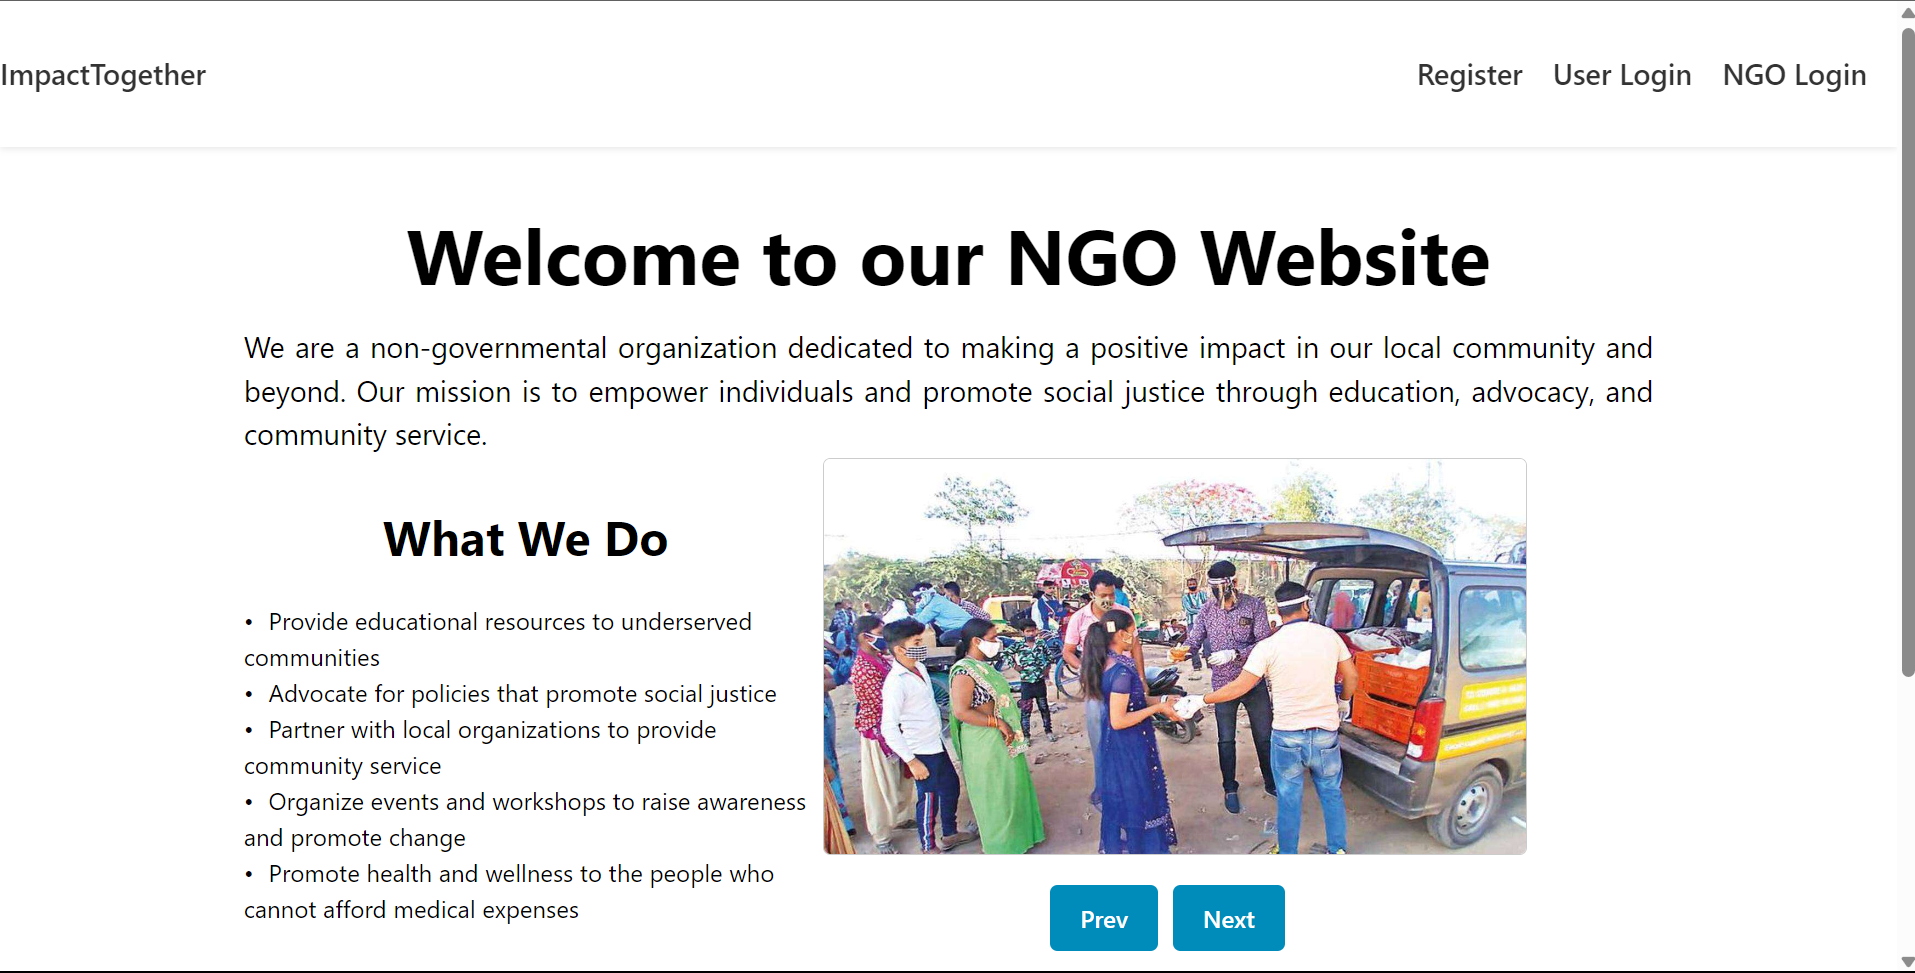 ImpactTogether
Register User Login NGO Login
Welcome to our NGO Website
We are a non-governmental organization dedicated to making a positive impact in our local community and
beyond. Our mission is to empower individuals and promote social justice through education, advocacy, and
community service.
What We Do
• Provide educational resources to underserved
communities
• Advocate for policies that promote social justice
• Partner with local organizations to provide
community service
• Organize events and workshops to raise awareness
and promote change
• Promote health and wellness to the people who
cannot afford medical expenses
Prev Next